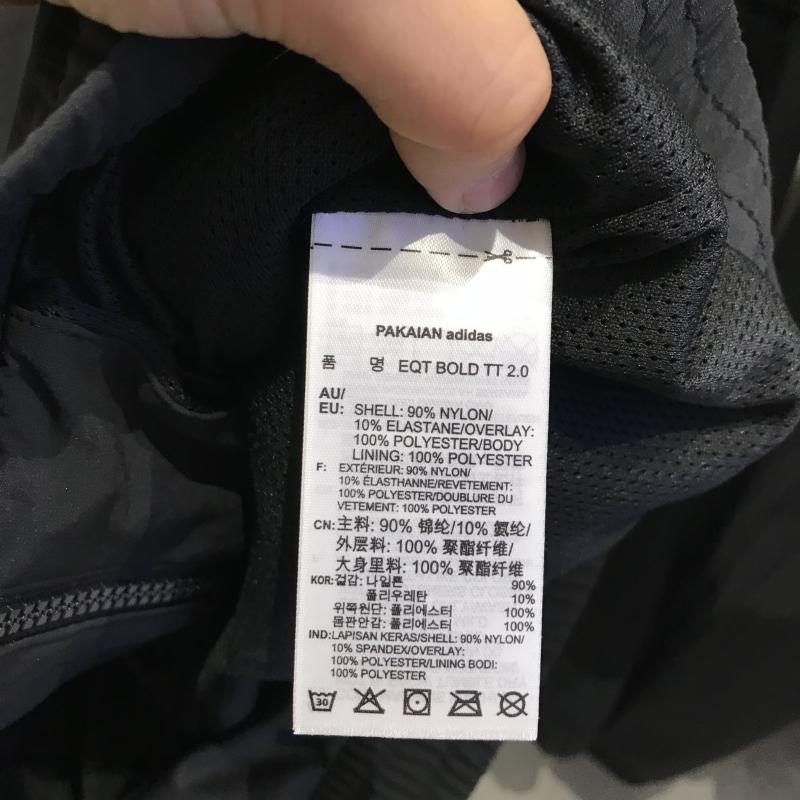 PAKAIAN adidas
품 명 EQT BOLD TT 2.0
AU/
EU: SHELL: 90% NYLON/
10% ELASTANE/OVERLAY:
100% POLYESTER/BODY
LINING: 100% POLYESTER
F: EXTÉRIEUR: 90% NYLON/
10% ÉLASTHANNE/REVETEMENT:
100% POLYESTER/DOUBLURE DU
VETEMENT: 100% POLYESTER
CN: 主料: 90% 锦纶/10% 氨纶/
外层料: 100% 聚酯纤维/
大身里料: 100% 聚酯纤维
KOR: 겉감: 나일론 90%
폴리우레탄 10%
위쪽원단: 폴리에스터 100%
몸판안감: 폴리에스터 100%
IND: LAPISAN KERAS/SHELL: 90% NYLON/
10% SPANDEX/OVERLAY:
100% POLYESTER/LINING BODI:
100% POLYESTER
30